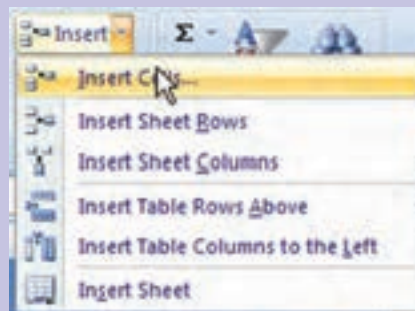 Insert Σ
Insert Cells...
Insert Sheet Rows
Insert Sheet Columns
Insert Table Rows Above
Insert Table Columns to the Left
Insert Sheet